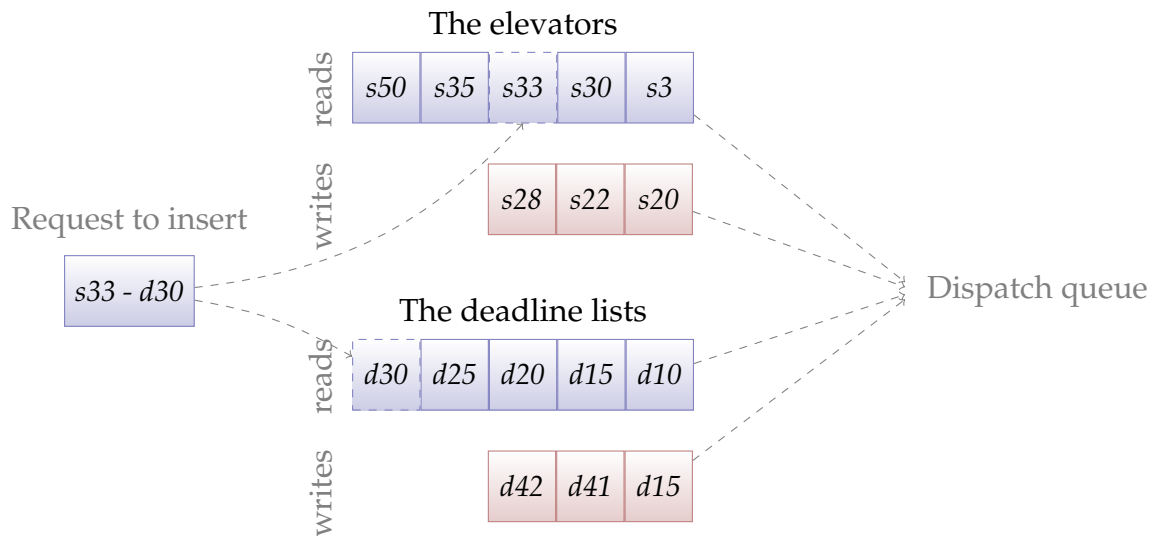 The elevators
reads
s50 s35 s33 s30 s3
writes
s28 s22 s20
Request to insert
s33 - d30
Dispatch queue
The deadline lists
reads
d30 d25 d20 d15 d10
writes
d42 d41 d15